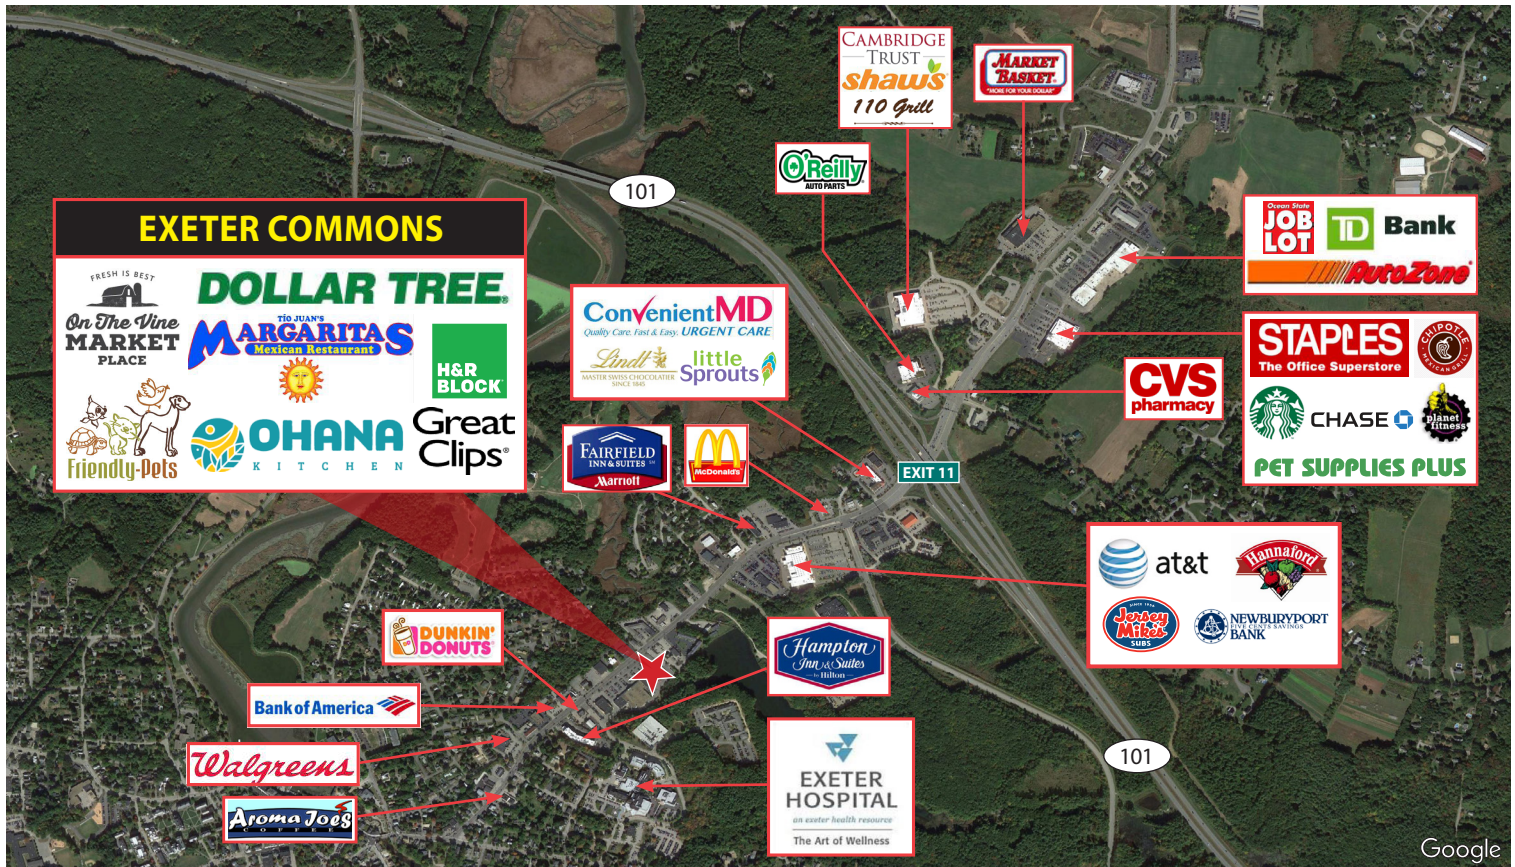 CAMBRIDGE
TRUST
shaw's
110 Grill
MARKET
BASKET
"MORE FOR YOUR DOLLAR"
O'Reilly
AUTO PARTS
101
EXETER COMMONS
FRESH IS BEST
On The Vine
MARKET
PLACE
DOLLAR TREE
TIO JUAN'S
MARGARITAS
Mexican Restaurant
H&R
BLOCK
Friendly-Pets
OHANA
KITCHEN
Great
Clips
ConvenientMD
Quality Care. Fast & Easy. URGENT CARE
Lindt
MASTER SWISS CHOCOLATIER
SINCE 1845
little
Sprouts
Ocean State
JOB
LOT
TD Bank
AutoZone
STAPLES
The Office Superstore
CHIPOTLE
MEXICAN GRILL
CHASE
planet
fitness
PET SUPPLIES PLUS
CVS
pharmacy
FAIRFIELD
INN & SUITES
Marriott
McDonald's
EXIT 11
at&t
Hannaford
SINCE 1956
Jersey
Mike's
SUBS
NEWBURYPORT
FIVE CENTS SAVINGS
BANK
DUNKIN'
DONUTS
Hampton
Inn & Suites
by Hilton
Bank of America
Walgreens
Aroma Joe's
COFFEE
EXETER
HOSPITAL
an exeter health resource
The Art of Wellness
101
Google